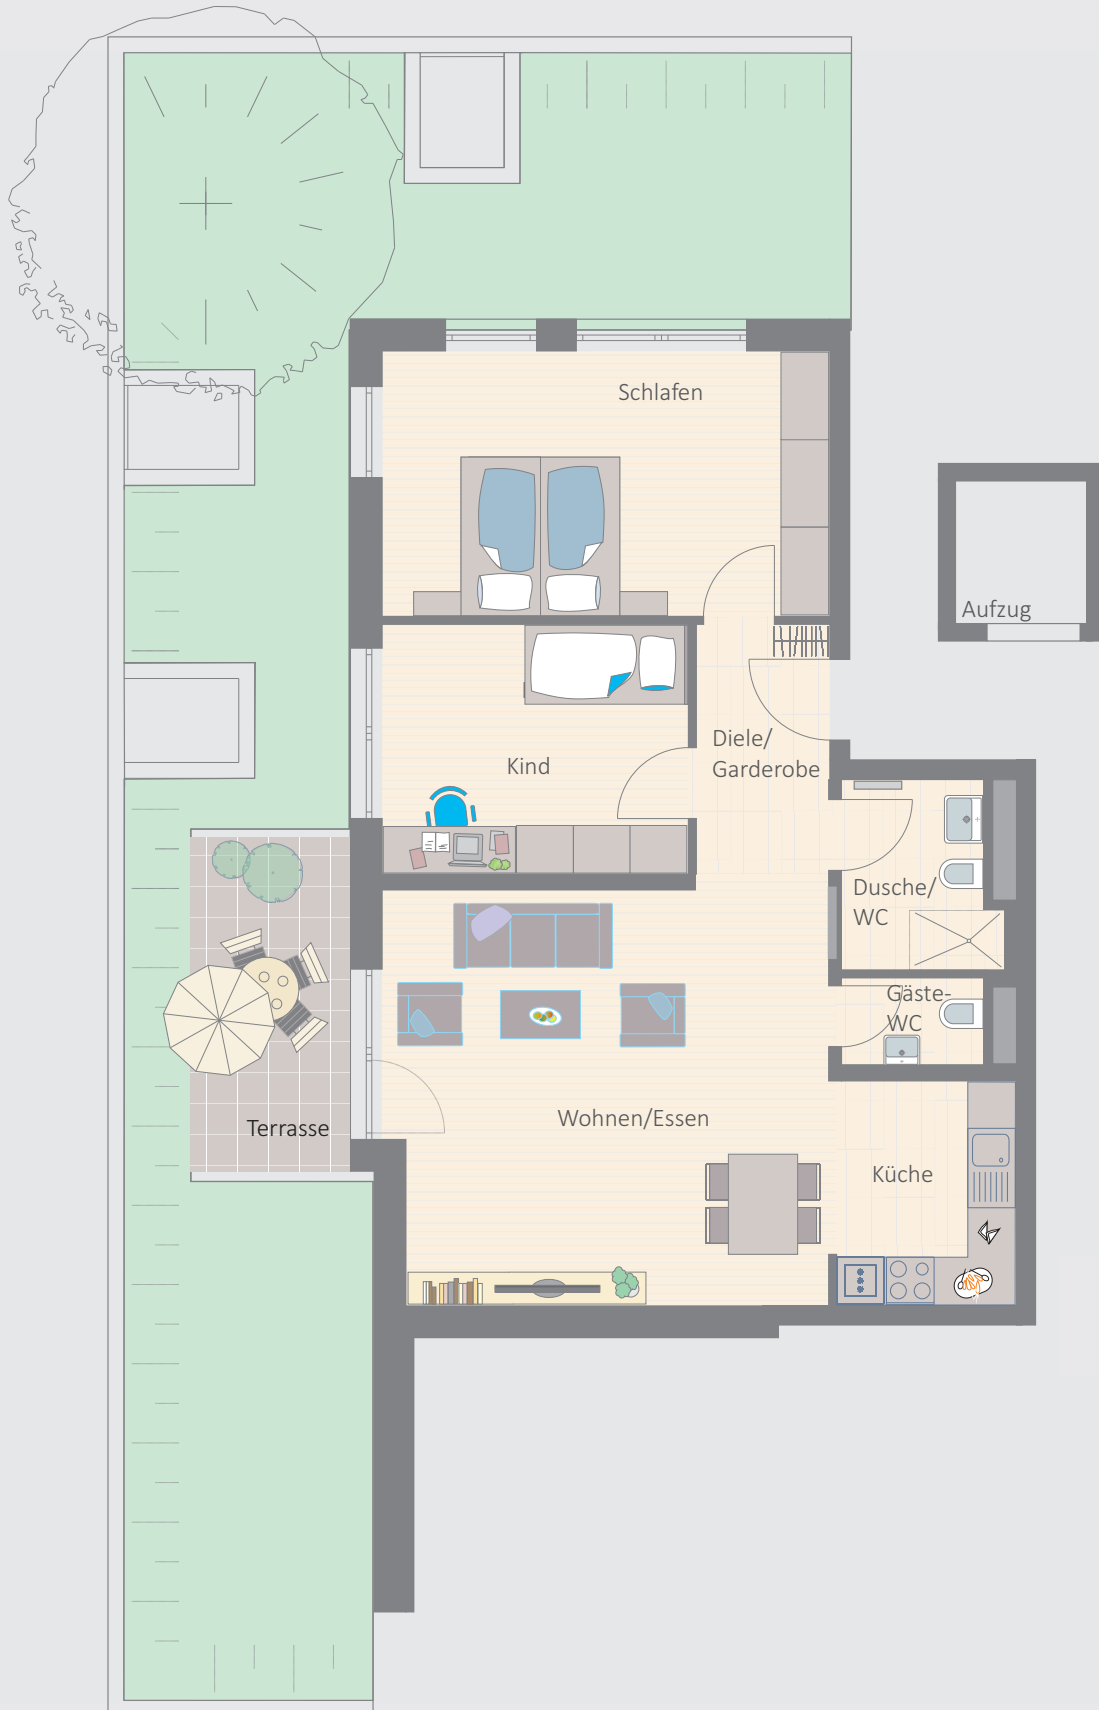 Schlafen
Aufzug
Kind
Diele/
Garderobe
Dusche/
WC
Gäste-
WC
Wohnen/Essen
Terrasse
Küche